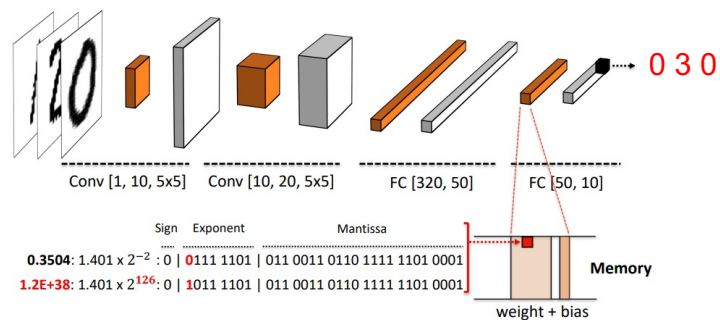 120
0 3 0
Conv [1, 10, 5x5]
Conv [10, 20, 5x5]
FC [320, 50]
FC [50, 10]
Sign Exponent Mantissa
0.3504: 1.401 x 2⁻² : 0 | 0111 1101 | 011 0011 0110 1111 1101 0001
1.2E+38: 1.401 x 2¹²⁶: 0 | 1011 1101 | 011 0011 0110 1111 1101 0001
Memory
weight + bias